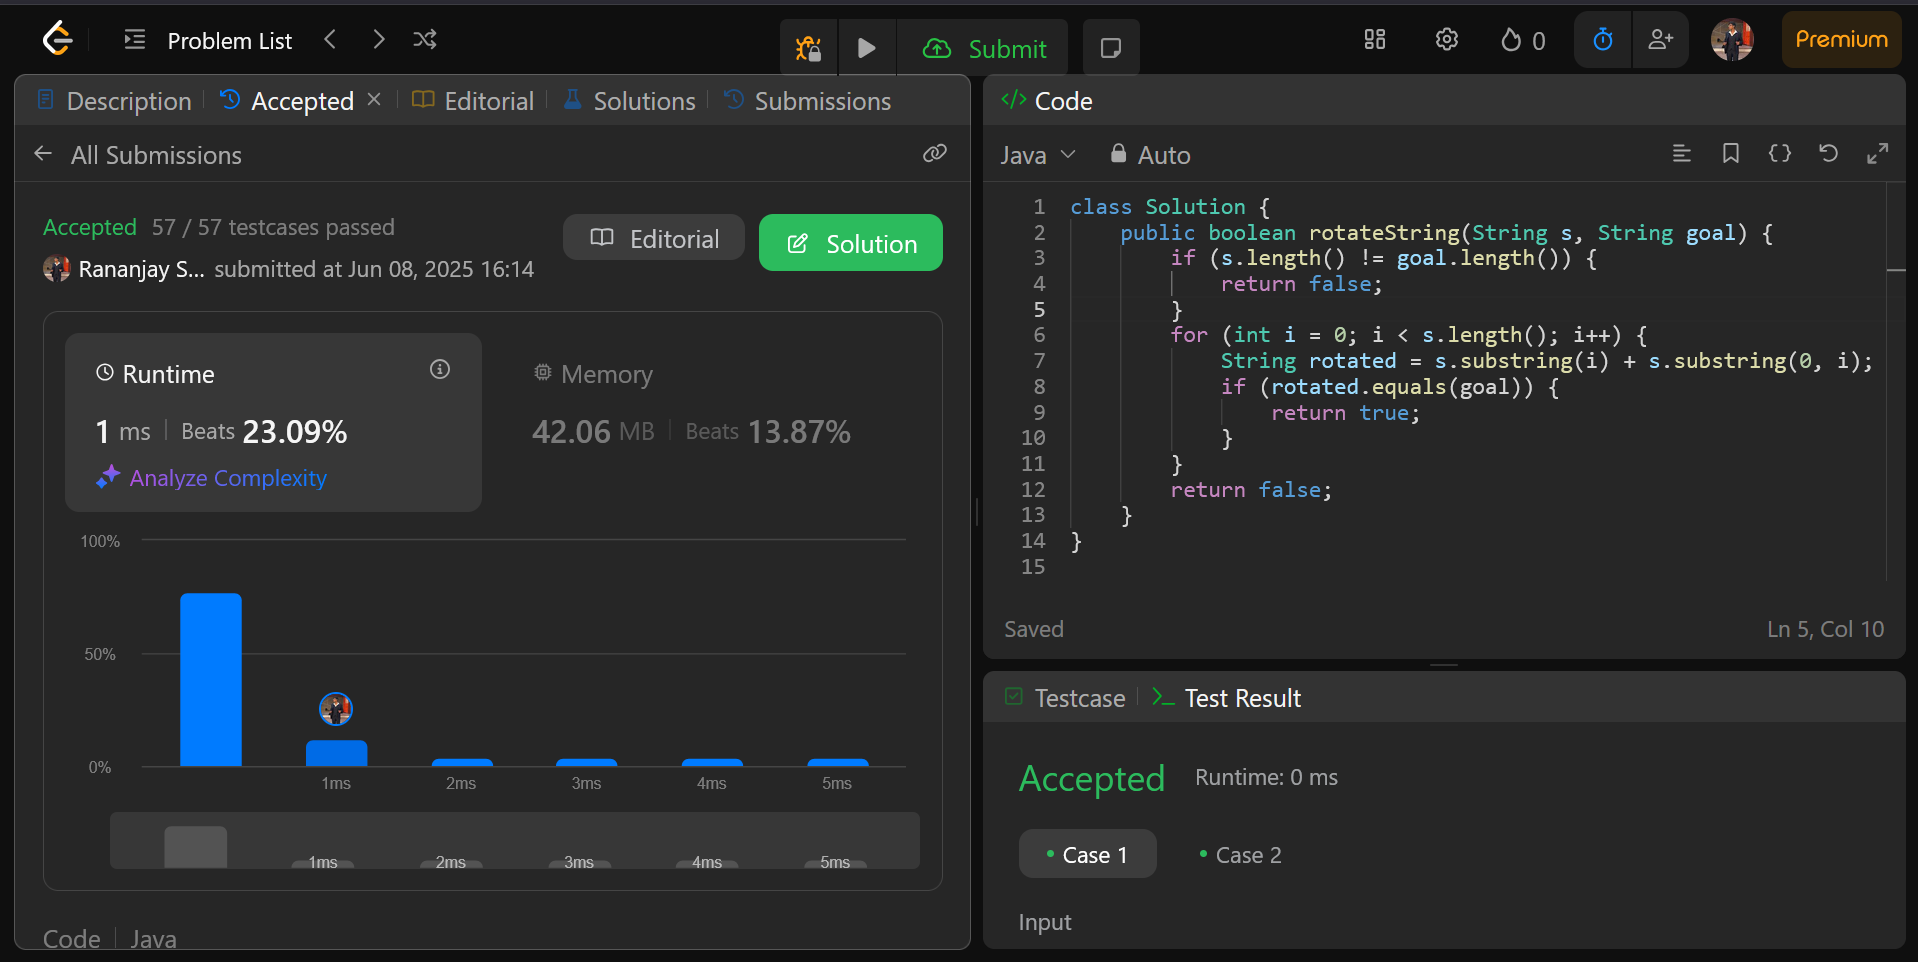 Problem List
Submit
0
Premium
Description
Accepted
Editorial
Solutions
Submissions
All Submissions
Accepted 57 / 57 testcases passed
Rananjay S... submitted at Jun 08, 2025 16:14
Editorial
Solution
Runtime
1 ms | Beats 23.09%
Analyze Complexity
Memory
42.06 MB | Beats 13.87%
100%
50%
0%
1ms 2ms 3ms 4ms 5ms
1ms 2ms 3ms 4ms 5ms
Code | Java
</> Code
Java
Auto
1 class Solution {
2     public boolean rotateString(String s, String goal) {
3         if (s.length() != goal.length()) {
4             return false;
5         }
6         for (int i = 0; i < s.length(); i++) {
7             String rotated = s.substring(i) + s.substring(0, i);
8             if (rotated.equals(goal)) {
9                 return true;
10             }
11         }
12         return false;
13     }
14 }
15
Saved
Ln 5, Col 10
Testcase
>_ Test Result
Accepted Runtime: 0 ms
Case 1
Case 2
Input